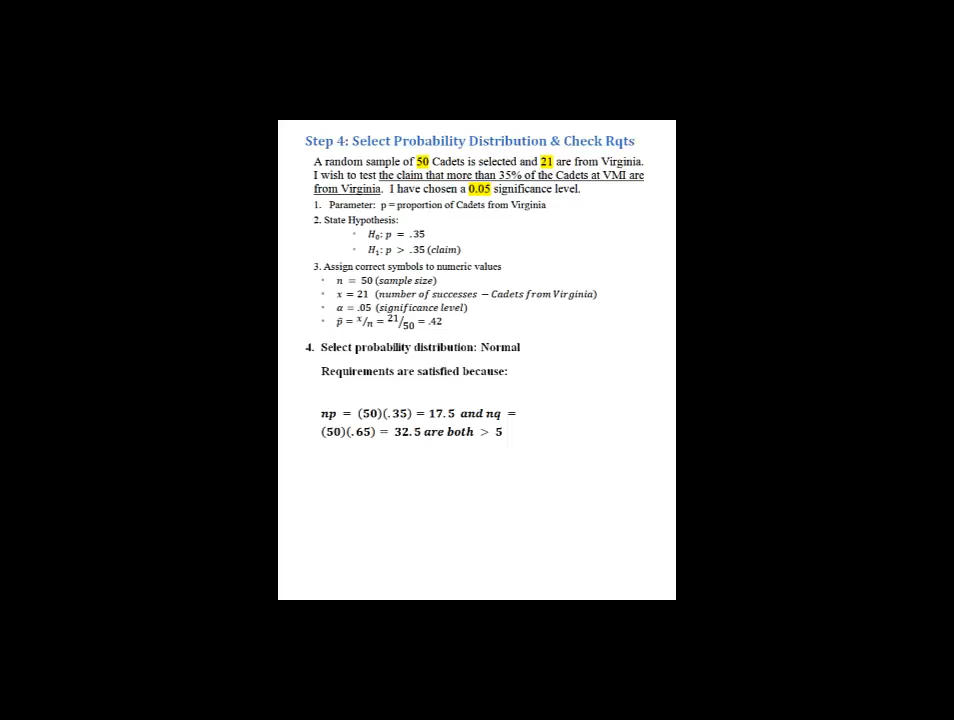 Step 4: Select Probability Distribution & Check Rqts
A random sample of 50 Cadets is selected and 21 are from Virginia.
I wish to test the claim that more than 35% of the Cadets at VMI are
from Virginia. I have chosen a 0.05 significance level.
1. Parameter: p = proportion of Cadets from Virginia
2. State Hypothesis:
• H₀: p = .35
• H₁: p > .35 (claim)
3. Assign correct symbols to numeric values
• n = 50 (sample size)
• x = 21 (number of successes – Cadets from Virginia)
• α = .05 (significance level)
• p̂ = x/n = 21/50 = .42
4. Select probability distribution: Normal
Requirements are satisfied because:
np = (50)(.35) = 17.5 and nq =
(50)(.65) = 32.5 are both > 5